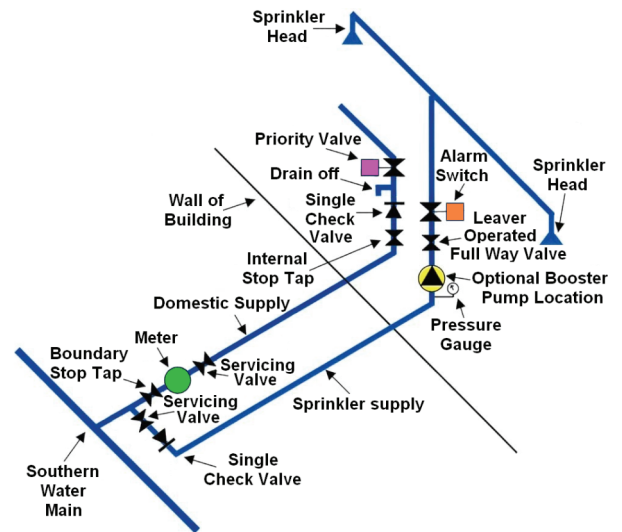 Sprinkler
Head
Priority Valve
Drain off
Wall of
Building
Single
Check
Valve
Internal
Stop Tap
Alarm
Switch
Sprinkler
Head
Leaver
Operated
Full Way Valve
Optional Booster
Pump Location
Pressure
Gauge
Domestic Supply
Meter
Boundary
Stop Tap
Servicing
Valve
Servicing
Valve
Sprinkler supply
Southern
Water
Main
Single
Check Valve